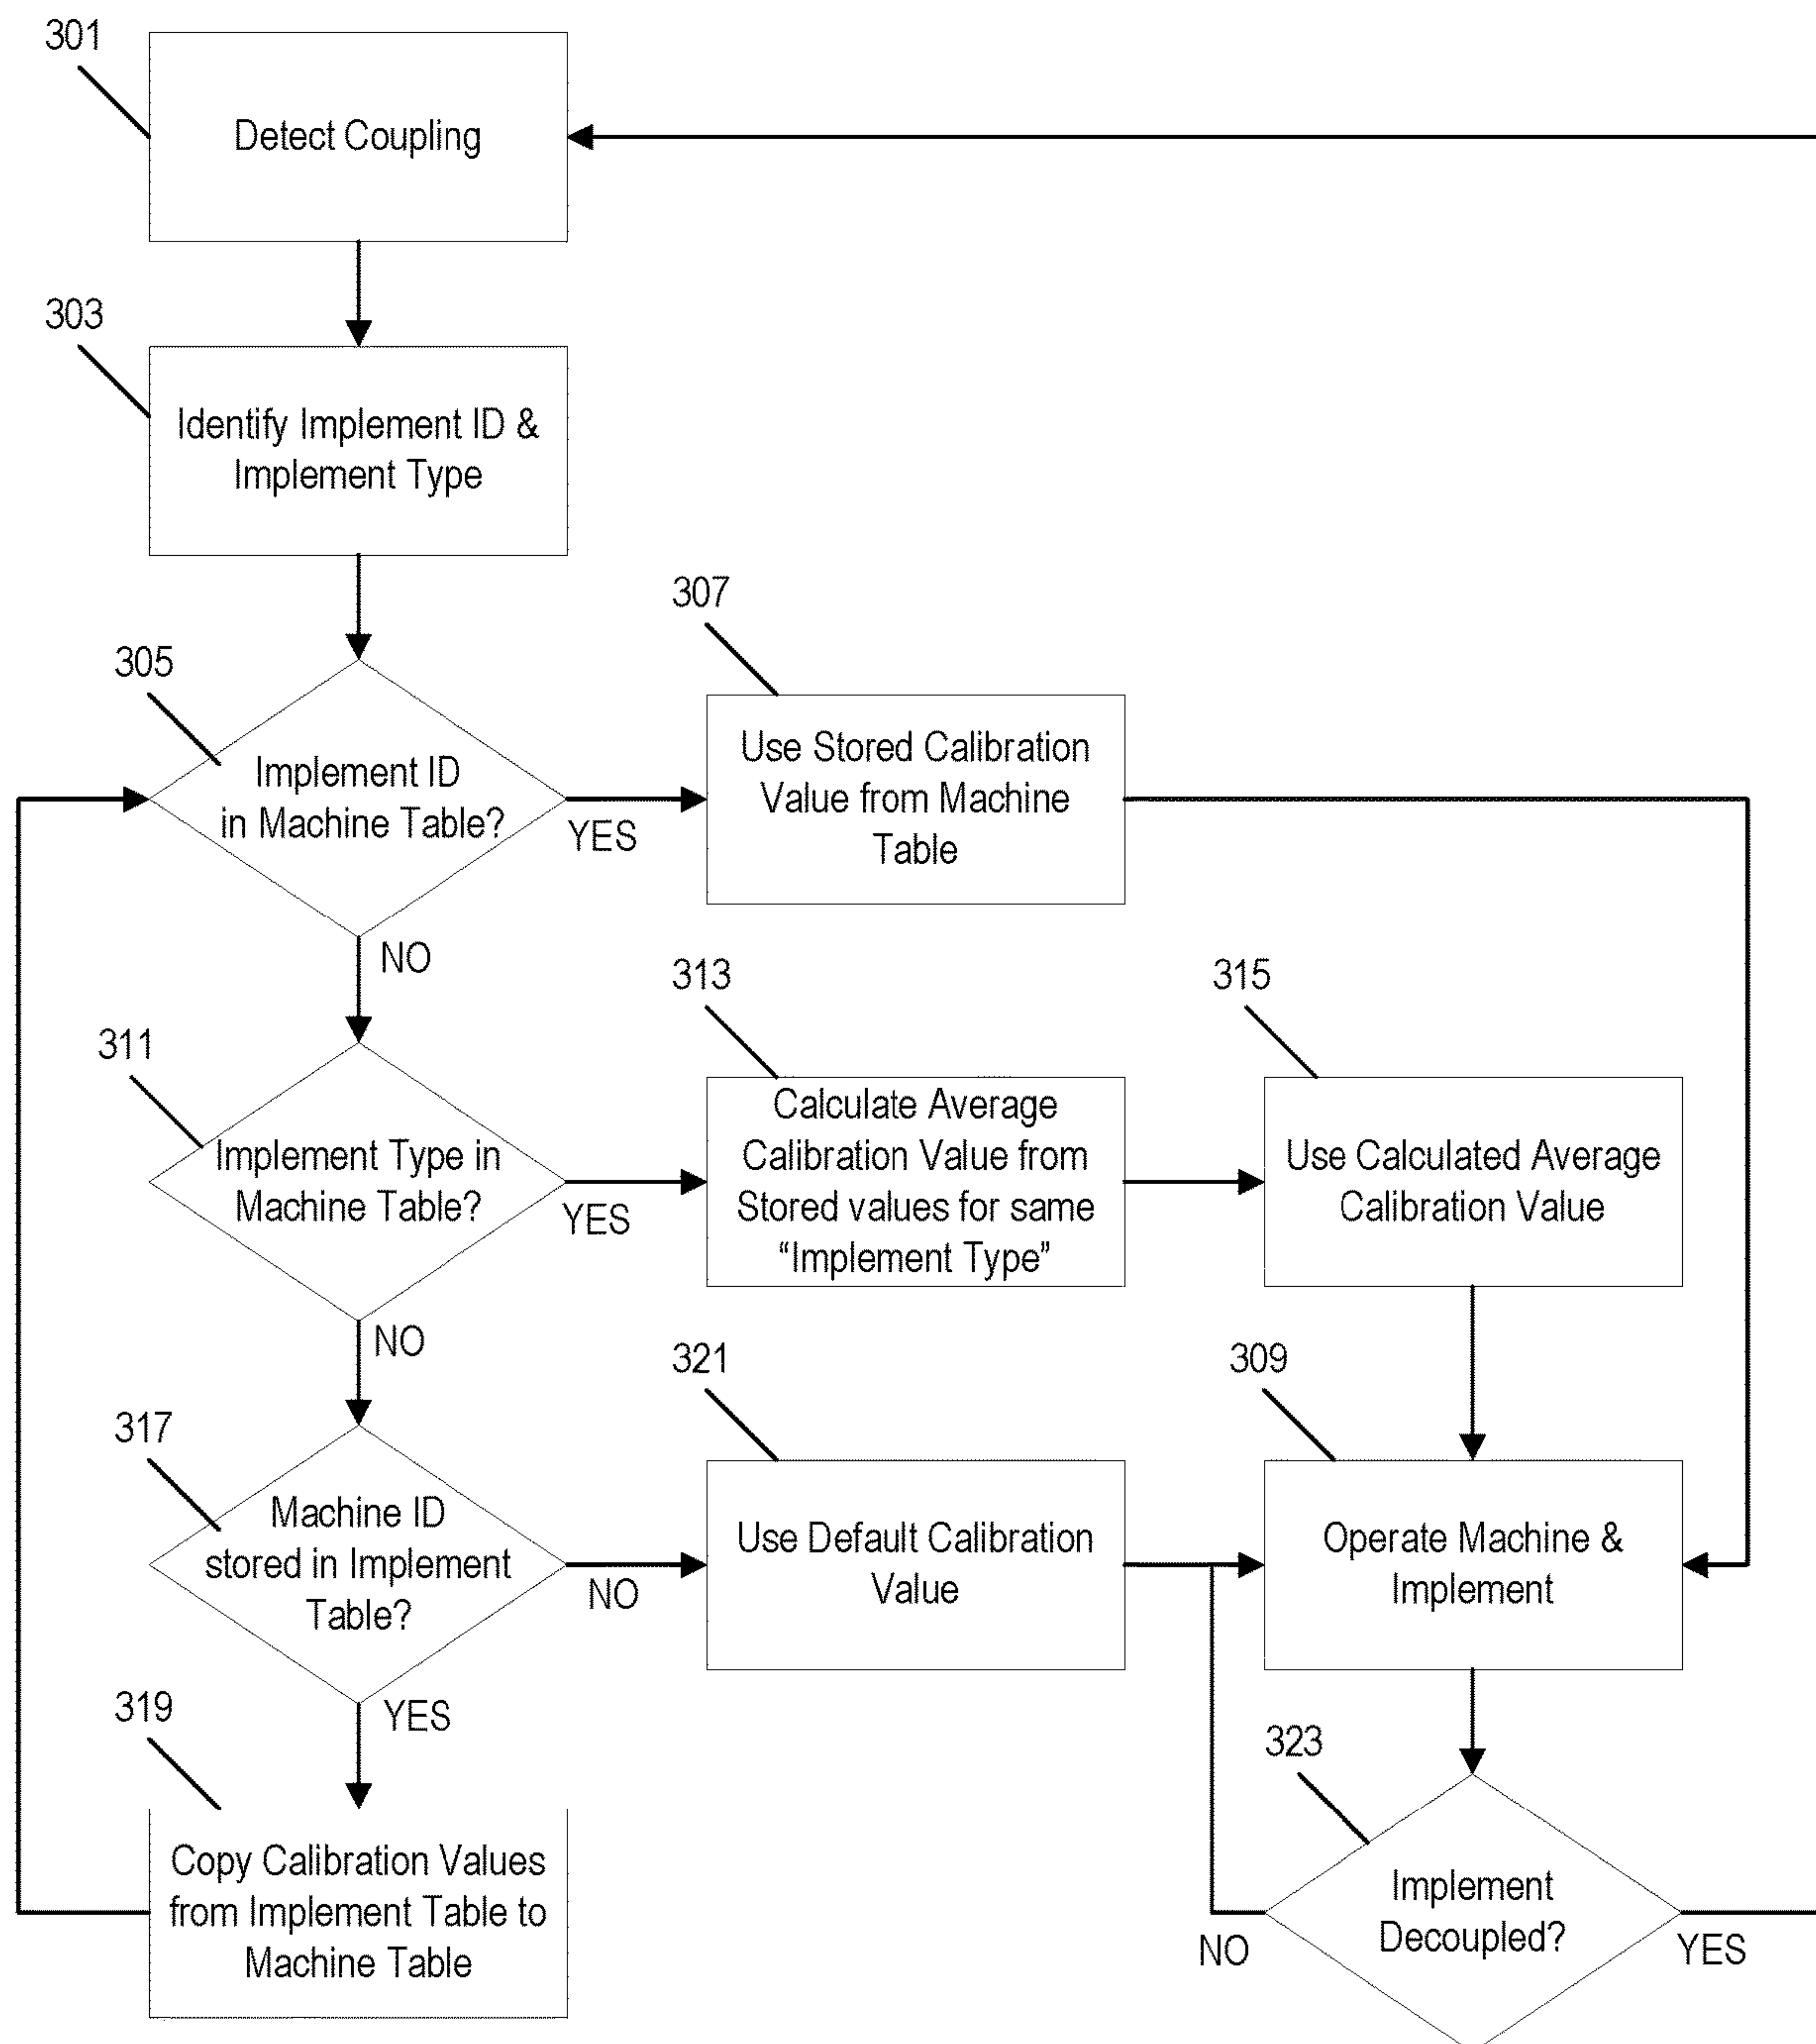 301
Detect Coupling
303
Identify Implement ID &
Implement Type
305
Implement ID
in Machine Table?
YES
NO
307
Use Stored Calibration
Value from Machine
Table
311
Implement Type in
Machine Table?
YES
NO
313
Calculate Average
Calibration Value from
Stored values for same
“Implement Type”
315
Use Calculated Average
Calibration Value
317
Machine ID
stored in Implement
Table?
NO
YES
321
Use Default Calibration
Value
309
Operate Machine &
Implement
319
Copy Calibration Values
from Implement Table to
Machine Table
323
Implement
Decoupled?
NO
YES